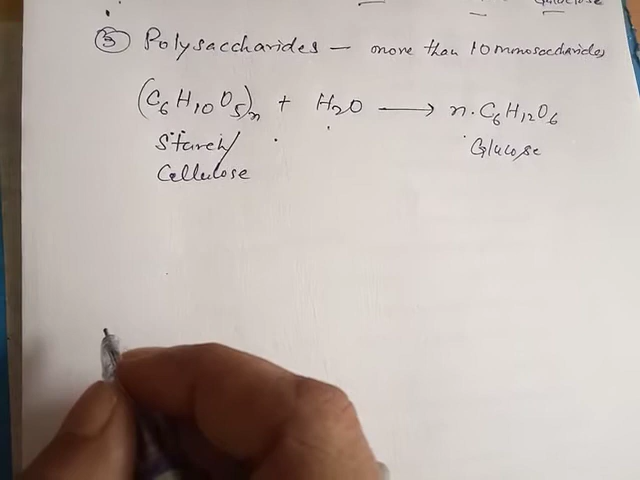 ③ Polysaccharides — more than 10 monosaccharides
(C₆H₁₀O₅)ₙ + H₂O ⟶ n.C₆H₁₂O₆
Starch/ Glucose
Cellulose